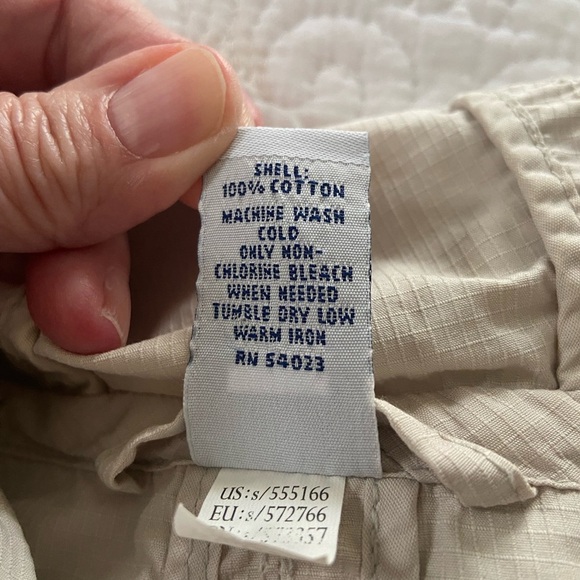 SHELL:
100% COTTON
MACHINE WASH
COLD
ONLY NON-
CHLORINE BLEACH
WHEN NEEDED
TUMBLE DRY LOW
WARM IRON
RN 54023
US:s/555166
EU:s/572766